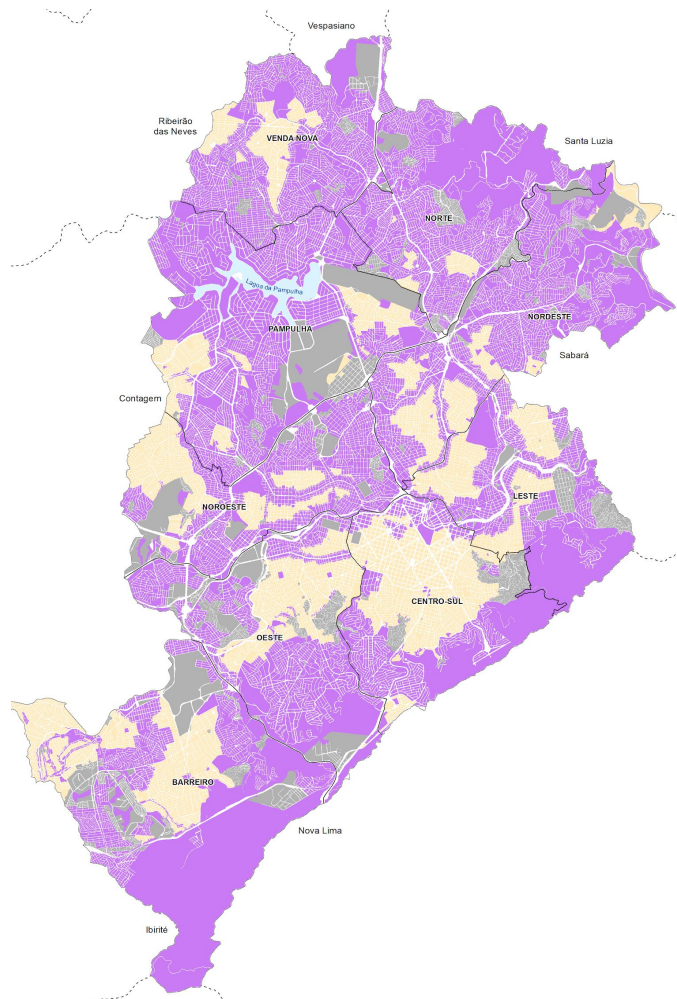 Vespasiano
Ribeirão
das Neves
VENDA NOVA
Santa Luzia
NORTE
Lagoa da Pampulha
NORDESTE
PAMPULHA
Sabará
Contagem
LESTE
NOROESTE
CENTRO-SUL
OESTE
BARREIRO
Nova Lima
Ibirité